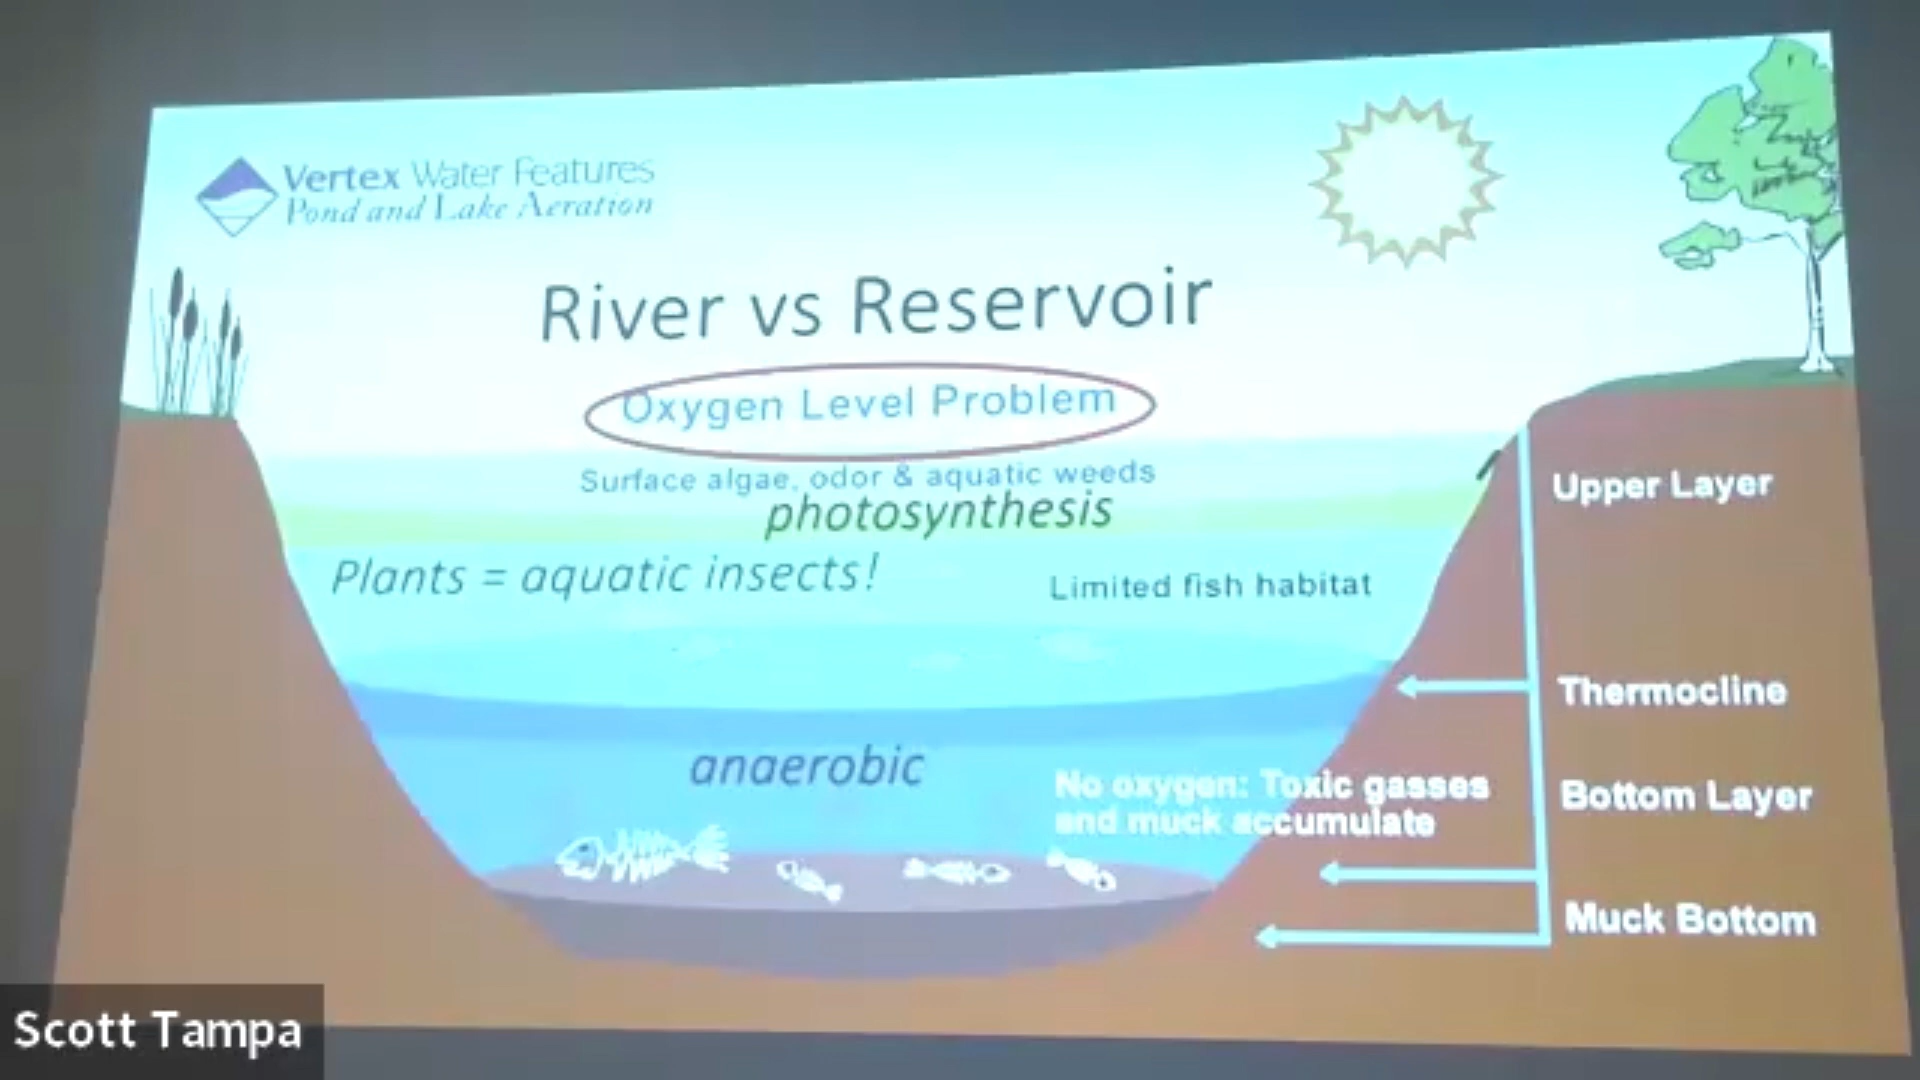 Vertex Water Features
Pond and Lake Aeration
River vs Reservoir
Oxygen Level Problem
Surface algae, odor & aquatic weeds
photosynthesis
Upper Layer
Plants = aquatic insects!
Limited fish habitat
Thermocline
anaerobic
No oxygen: Toxic gasses
and muck accumulate
Bottom Layer
Muck Bottom
Scott Tampa